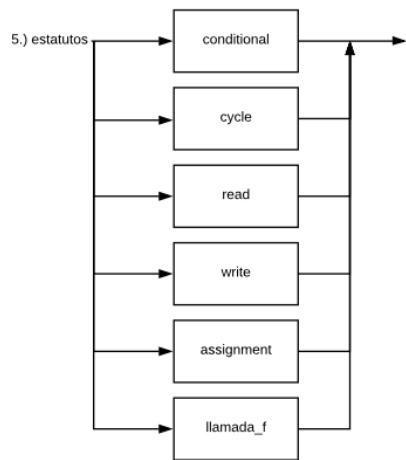 5.) estatutos
conditional
cycle
read
write
assignment
llamada_f